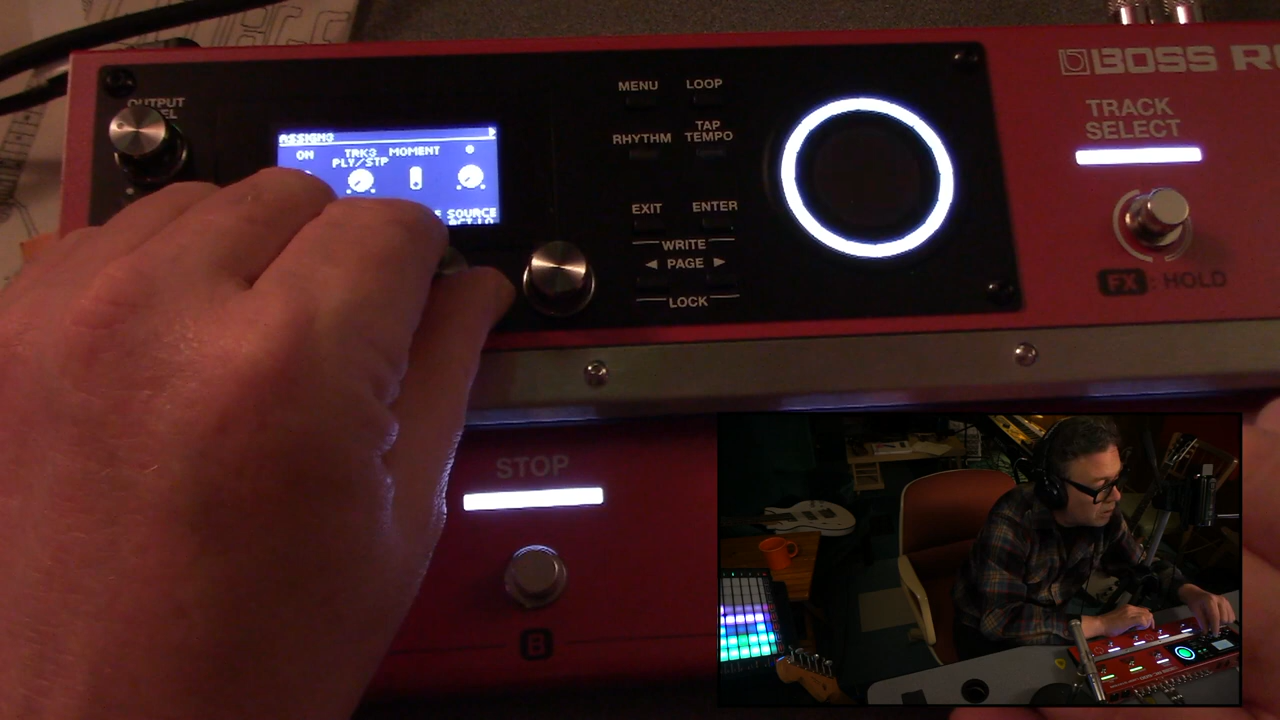 OUTPUT
ASSIGN3
ON
TRK3
PLY/STP
MOMENT
SOURCE
MENU
LOOP
RHYTHM
TAP
TEMPO
EXIT
ENTER
WRITE
◄ PAGE ►
LOCK
BOSS
TRACK
SELECT
FX : HOLD
STOP
B